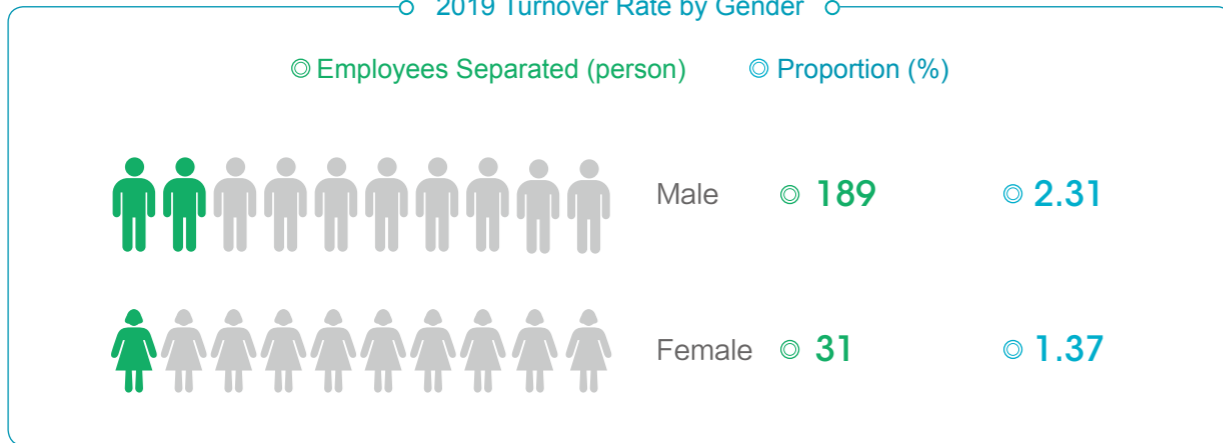 2019 Turnover Rate by Gender
Employees Separated (person) Proportion (%)
Male 189 2.31
Female 31 1.37